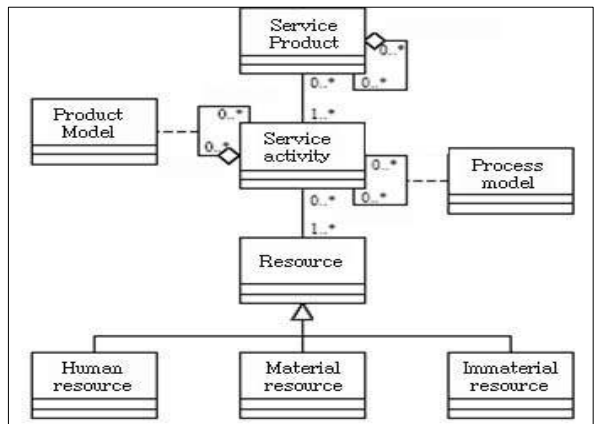 Service
Product
0..*
0..*
0..*
1..*
Product
Model
0..*
0..*
Service
activity
0..*
0..*
Process
model
0..*
1..*
Resource
Human
resource
Material
resource
Immaterial
resource